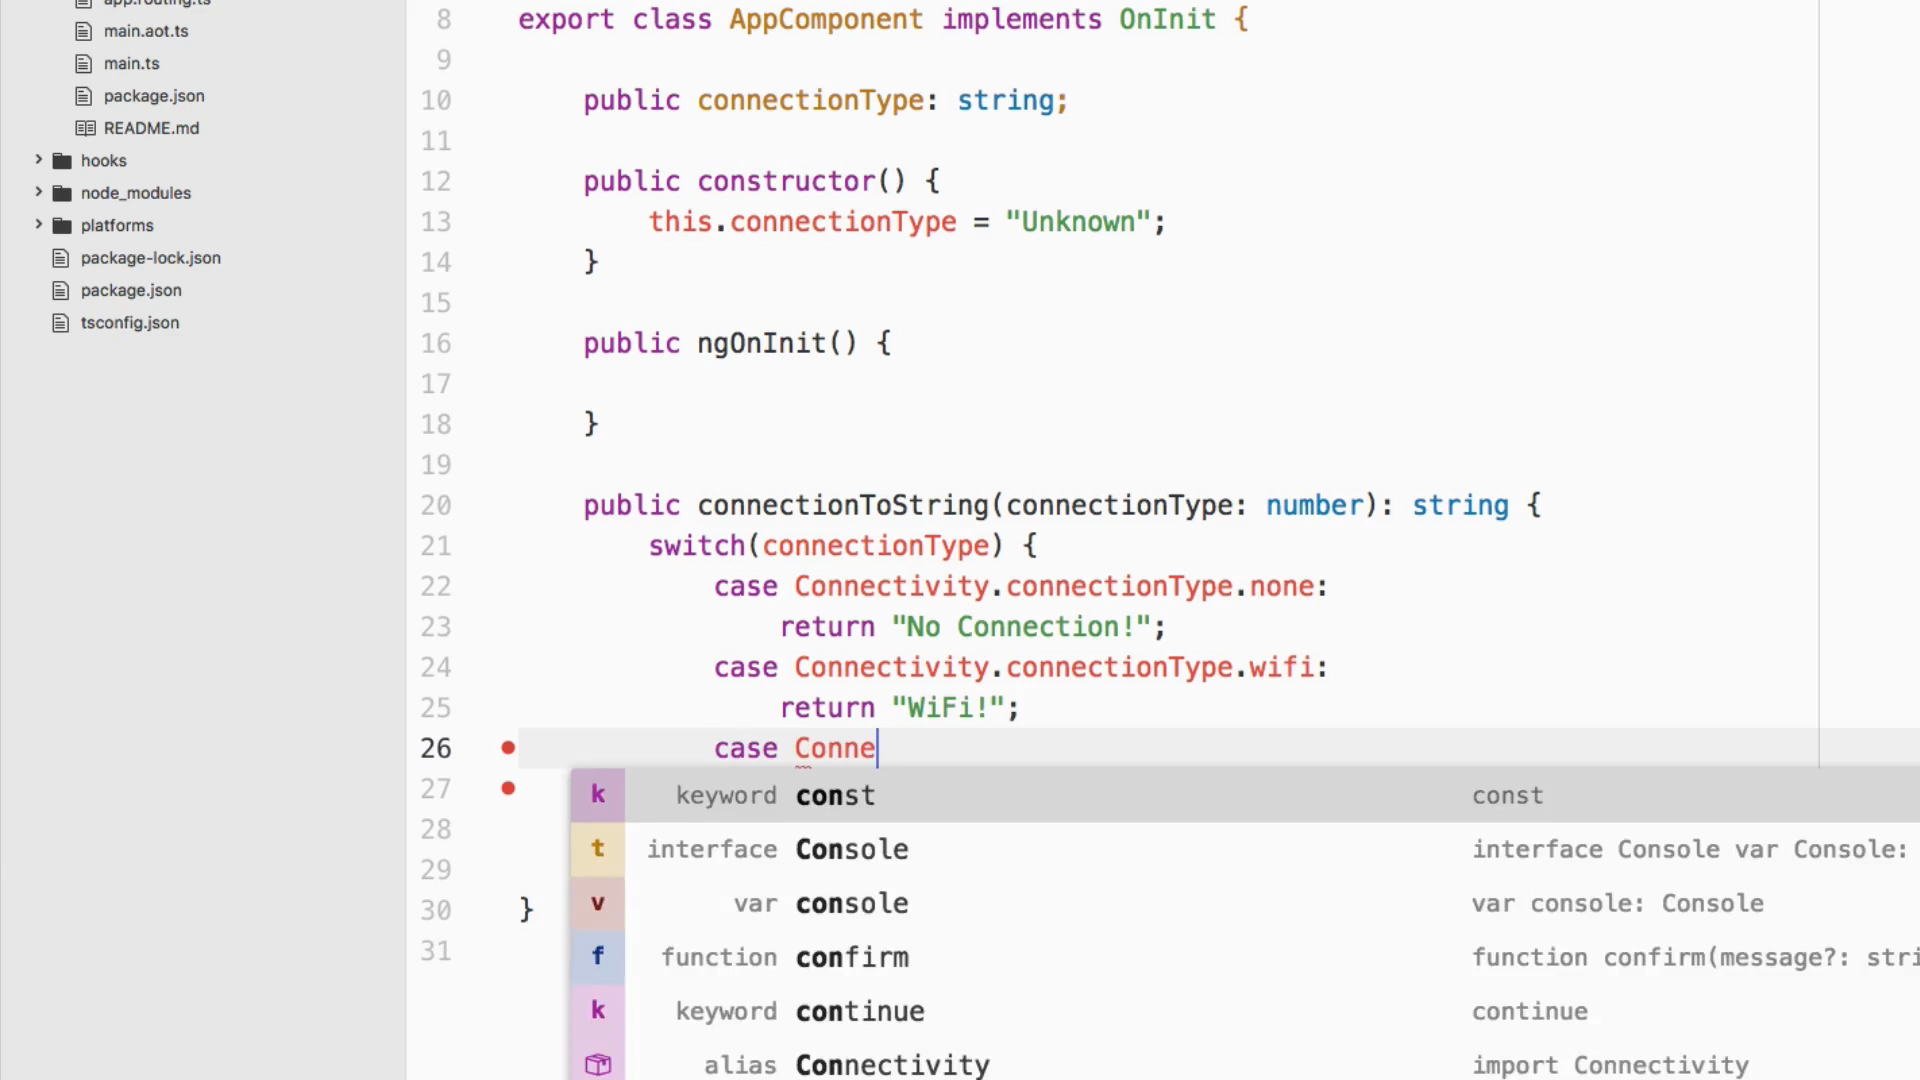 app.routing.ts
main.aot.ts
main.ts
package.json
README.md
hooks
node_modules
platforms
package-lock.json
package.json
tsconfig.json
8 export class AppComponent implements OnInit {
9
10 public connectionType: string;
11
12 public constructor() {
13 this.connectionType = "Unknown";
14 }
15
16 public ngOnInit() {
17
18 }
19
20 public connectionToString(connectionType: number): string {
21 switch(connectionType) {
22 case Connectivity.connectionType.none:
23 return "No Connection!";
24 case Connectivity.connectionType.wifi:
25 return "WiFi!";
26 case Conne
27
28
29
30 }
31
k keyword const const
t interface Console interface Console var Console:
v var console var console: Console
f function confirm function confirm(message?: stri
k keyword continue continue
alias Connectivity import Connectivity